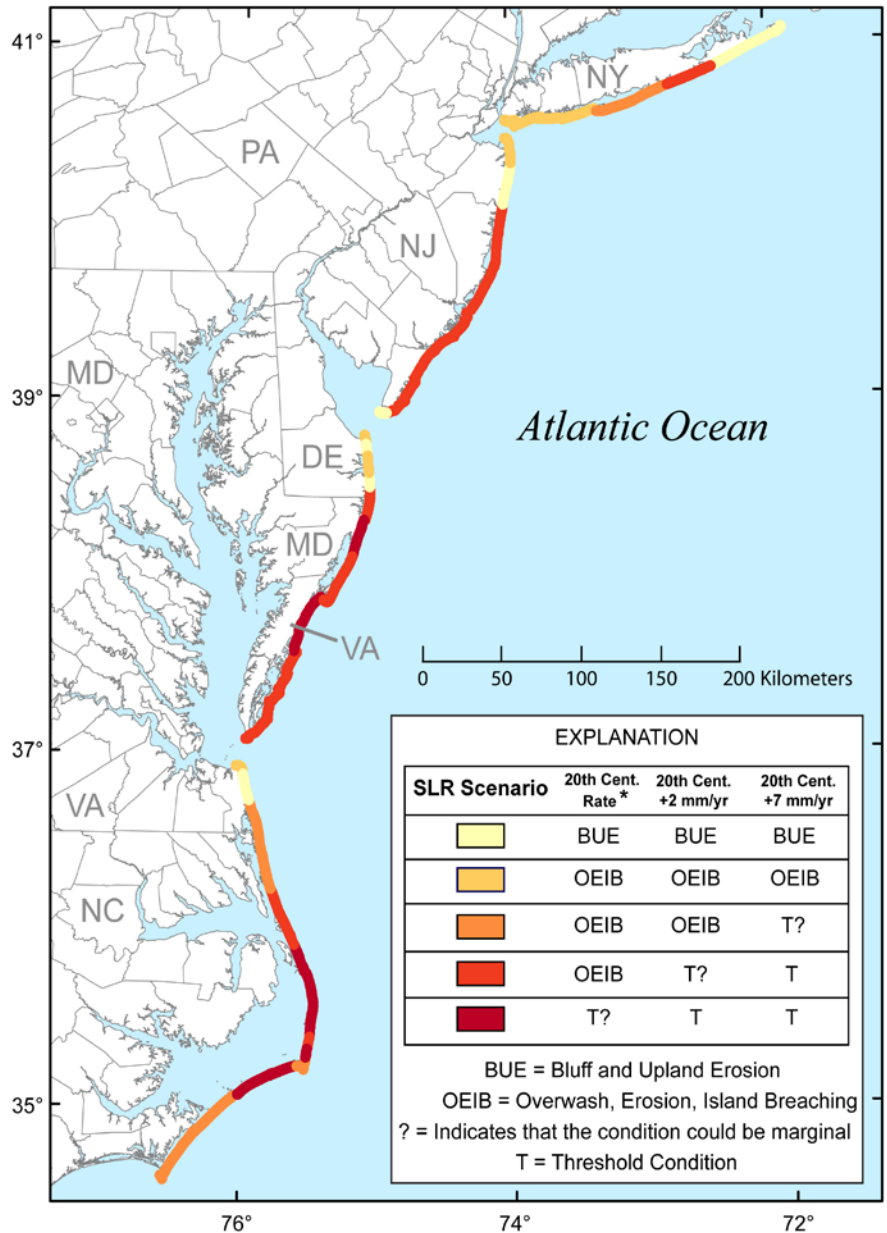 41°
NY
PA
NJ
MD
39°
Atlantic Ocean
DE
MD
VA
0 50 100 150 200 Kilometers
37°
VA
NC
35°
EXPLANATION
SLR Scenario 20th Cent. Rate * 20th Cent. +2 mm/yr 20th Cent. +7 mm/yr
BUE BUE BUE
OEIB OEIB OEIB
OEIB OEIB T?
OEIB T? T
T? T T
BUE = Bluff and Upland Erosion
OEIB = Overwash, Erosion, Island Breaching
? = Indicates that the condition could be marginal
T = Threshold Condition
76° 74° 72°